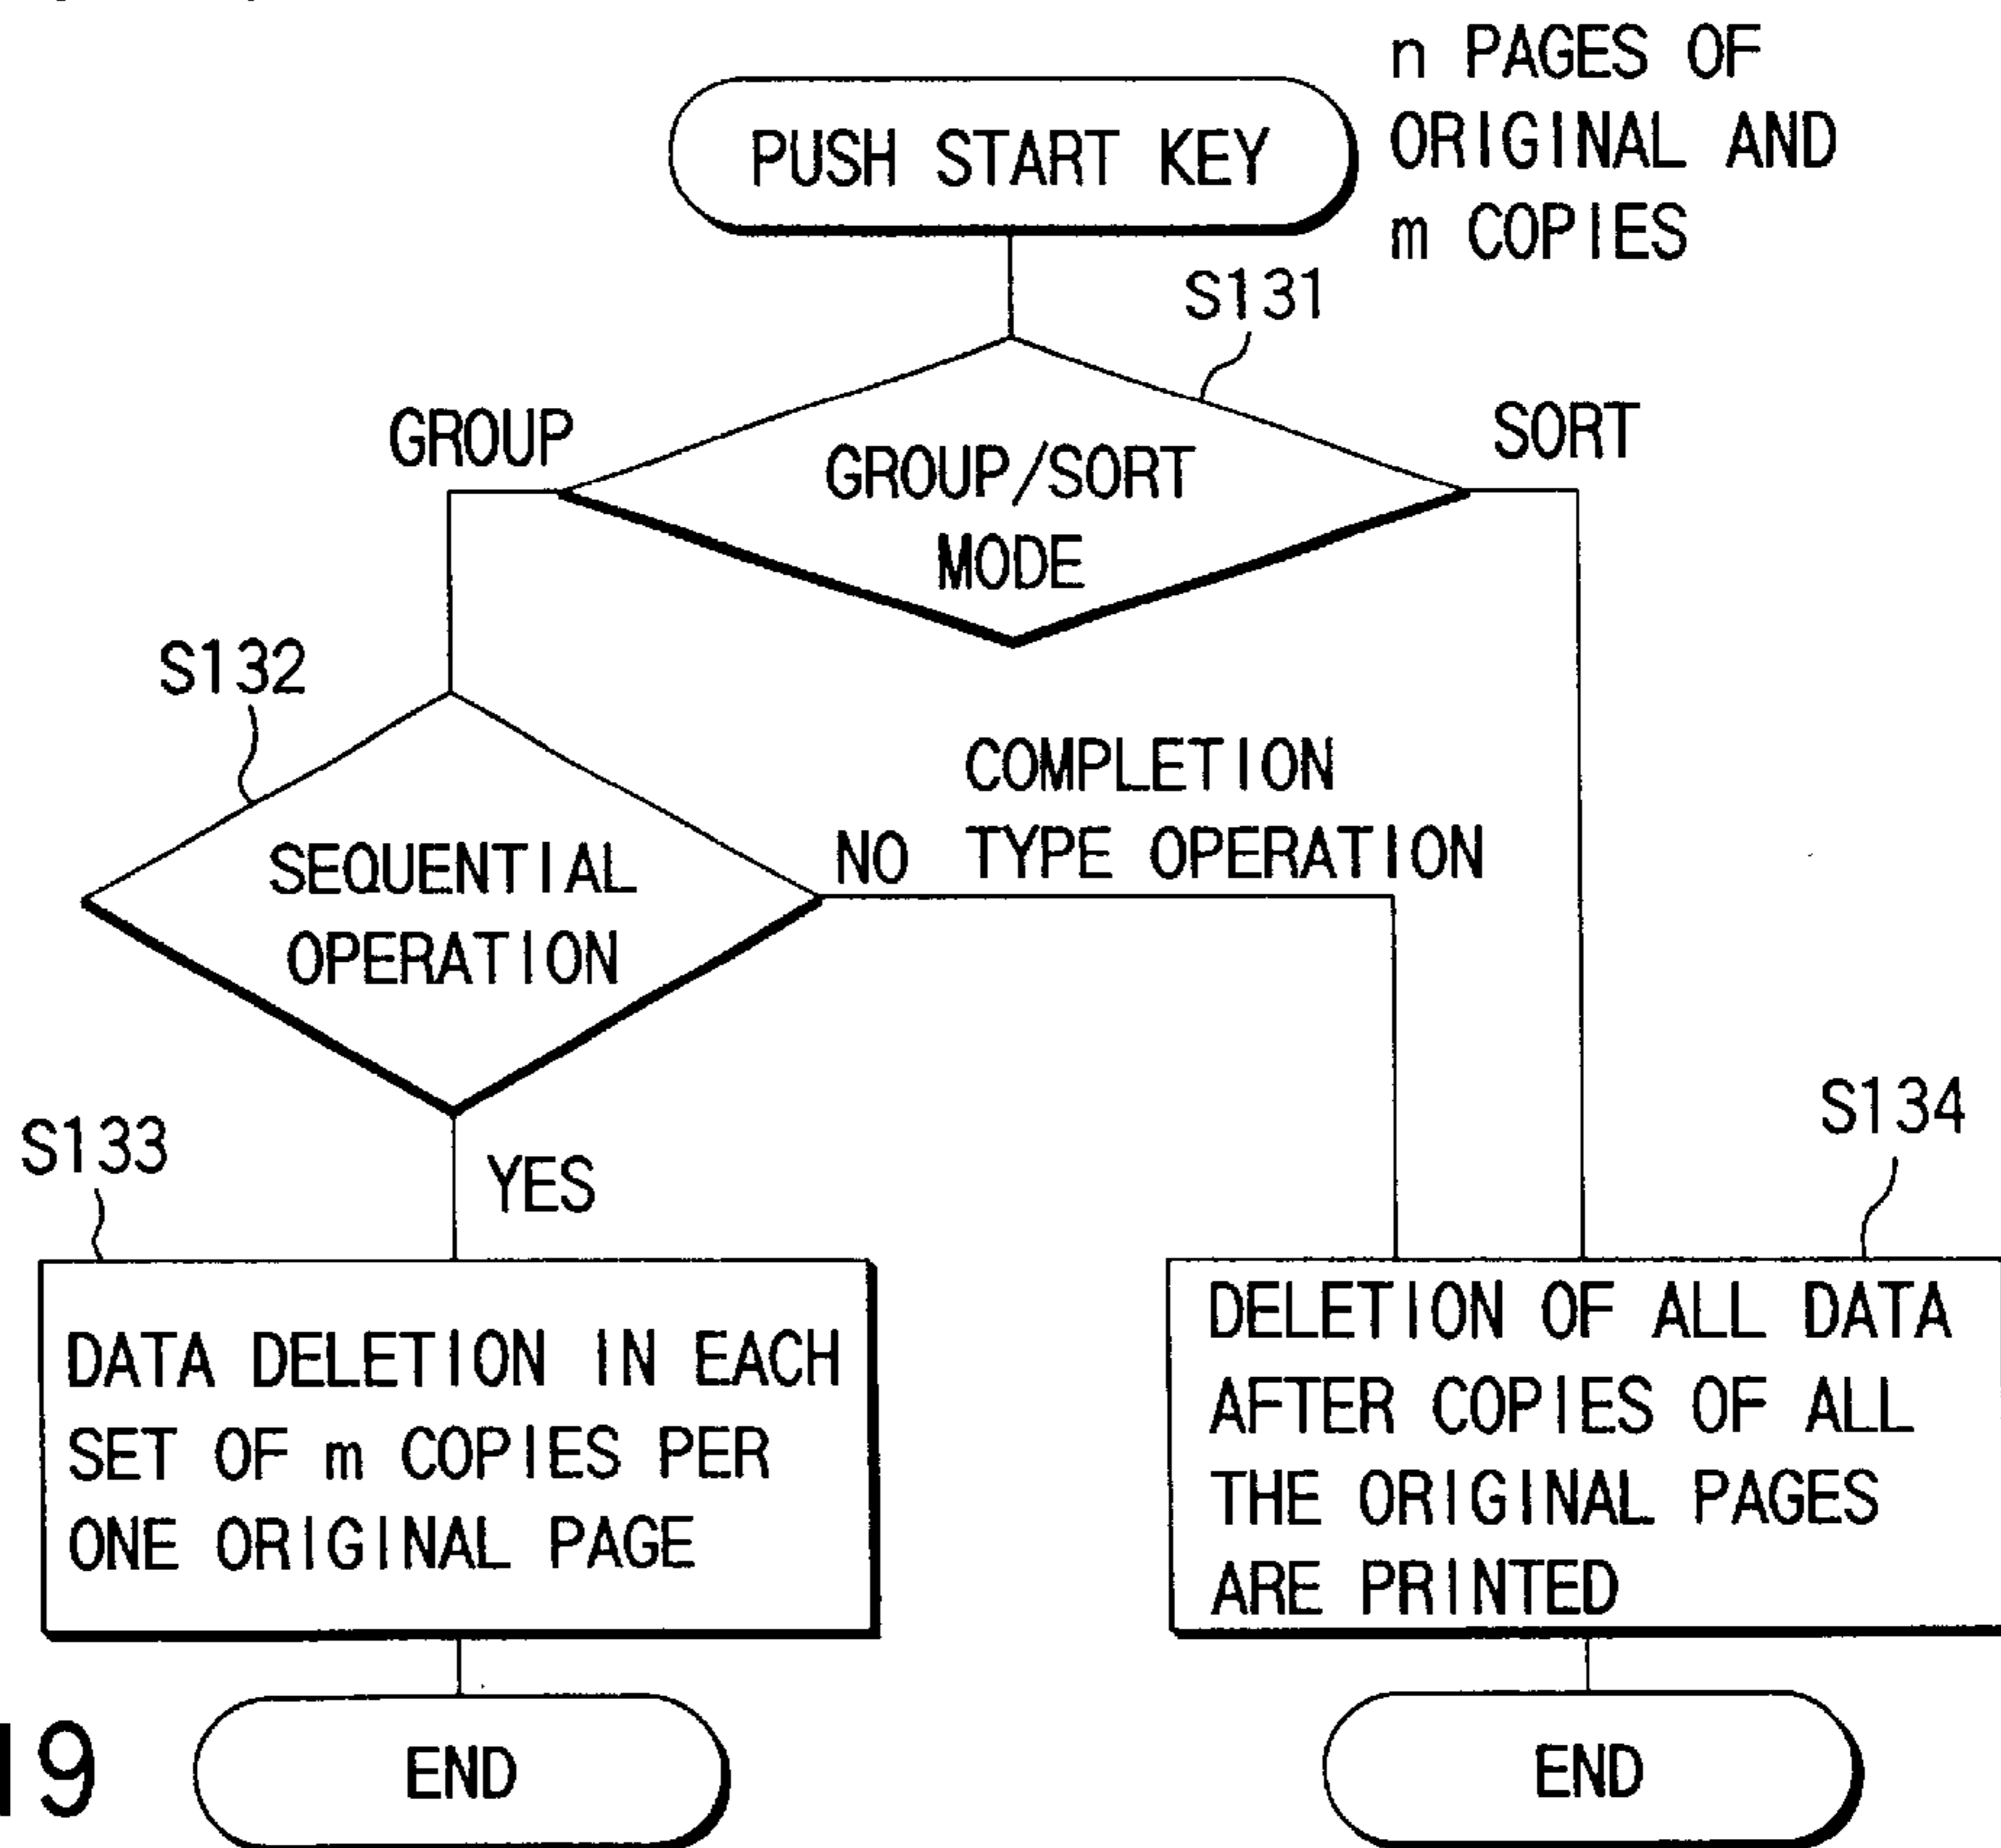 n PAGES OF
ORIGINAL AND
m COPIES
PUSH START KEY
S131
GROUP
SORT
GROUP/SORT
MODE
S132
COMPLETION
NO TYPE OPERATION
SEQUENTIAL
OPERATION
S133
YES
S134
DATA DELETION IN EACH
SET OF m COPIES PER
ONE ORIGINAL PAGE
DELETION OF ALL DATA
AFTER COPIES OF ALL
THE ORIGINAL PAGES
ARE PRINTED
19
END
END